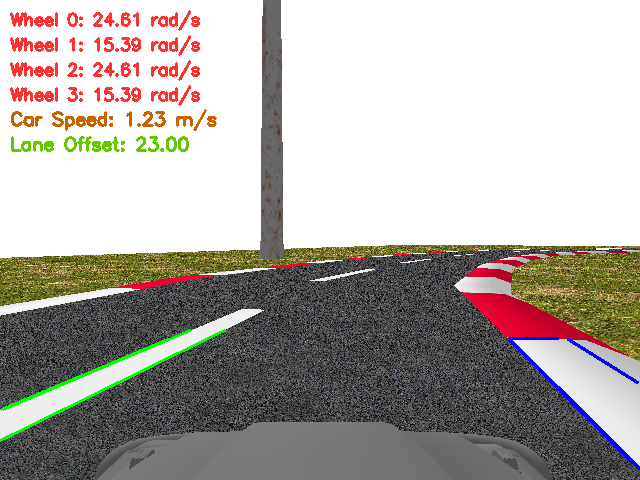 Wheel 0: 24.61 rad/s
Wheel 1: 15.39 rad/s
Wheel 2: 24.61 rad/s
Wheel 3: 15.39 rad/s
Car Speed: 1.23 m/s
Lane Offset: 23.00